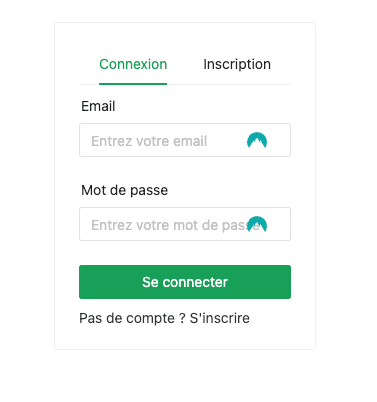 Connexion Inscription
Email
Entrez votre email
Mot de passe
Entrez votre mot de passe
Se connecter
Pas de compte ? S'inscrire